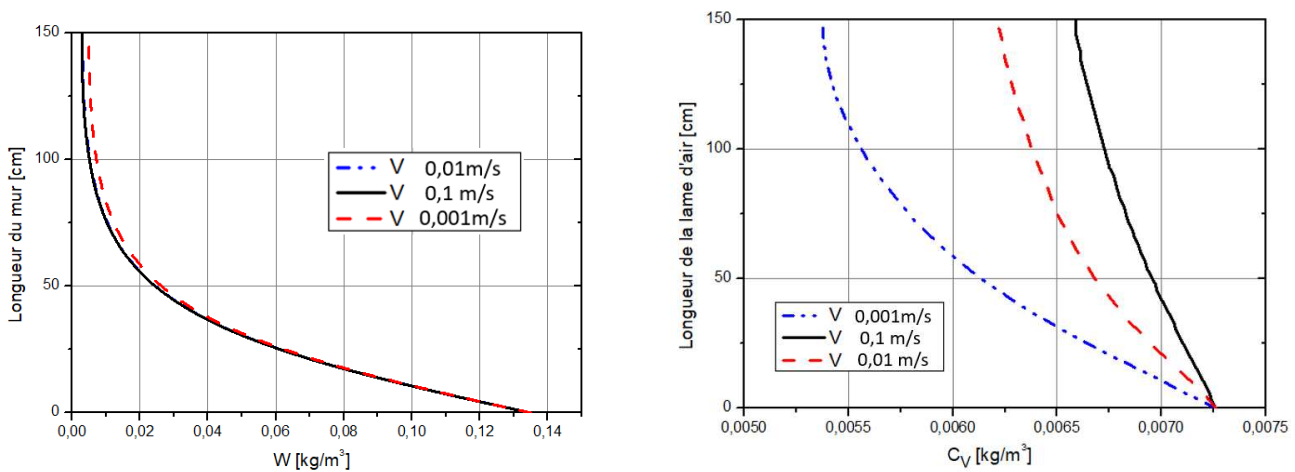 150
100
50
0
Longueur du mur [cm]
V 0,01m/s
V 0,1 m/s
V 0,001m/s
0,00 0,02 0,04 0,06 0,08 0,10 0,12 0,14
W [kg/m³]
150
100
50
0
Longueur de la lame d'air [cm]
V 0,001m/s
V 0,1 m/s
V 0,01 m/s
0,0050 0,0055 0,0060 0,0065 0,0070 0,0075
C_V [kg/m³]